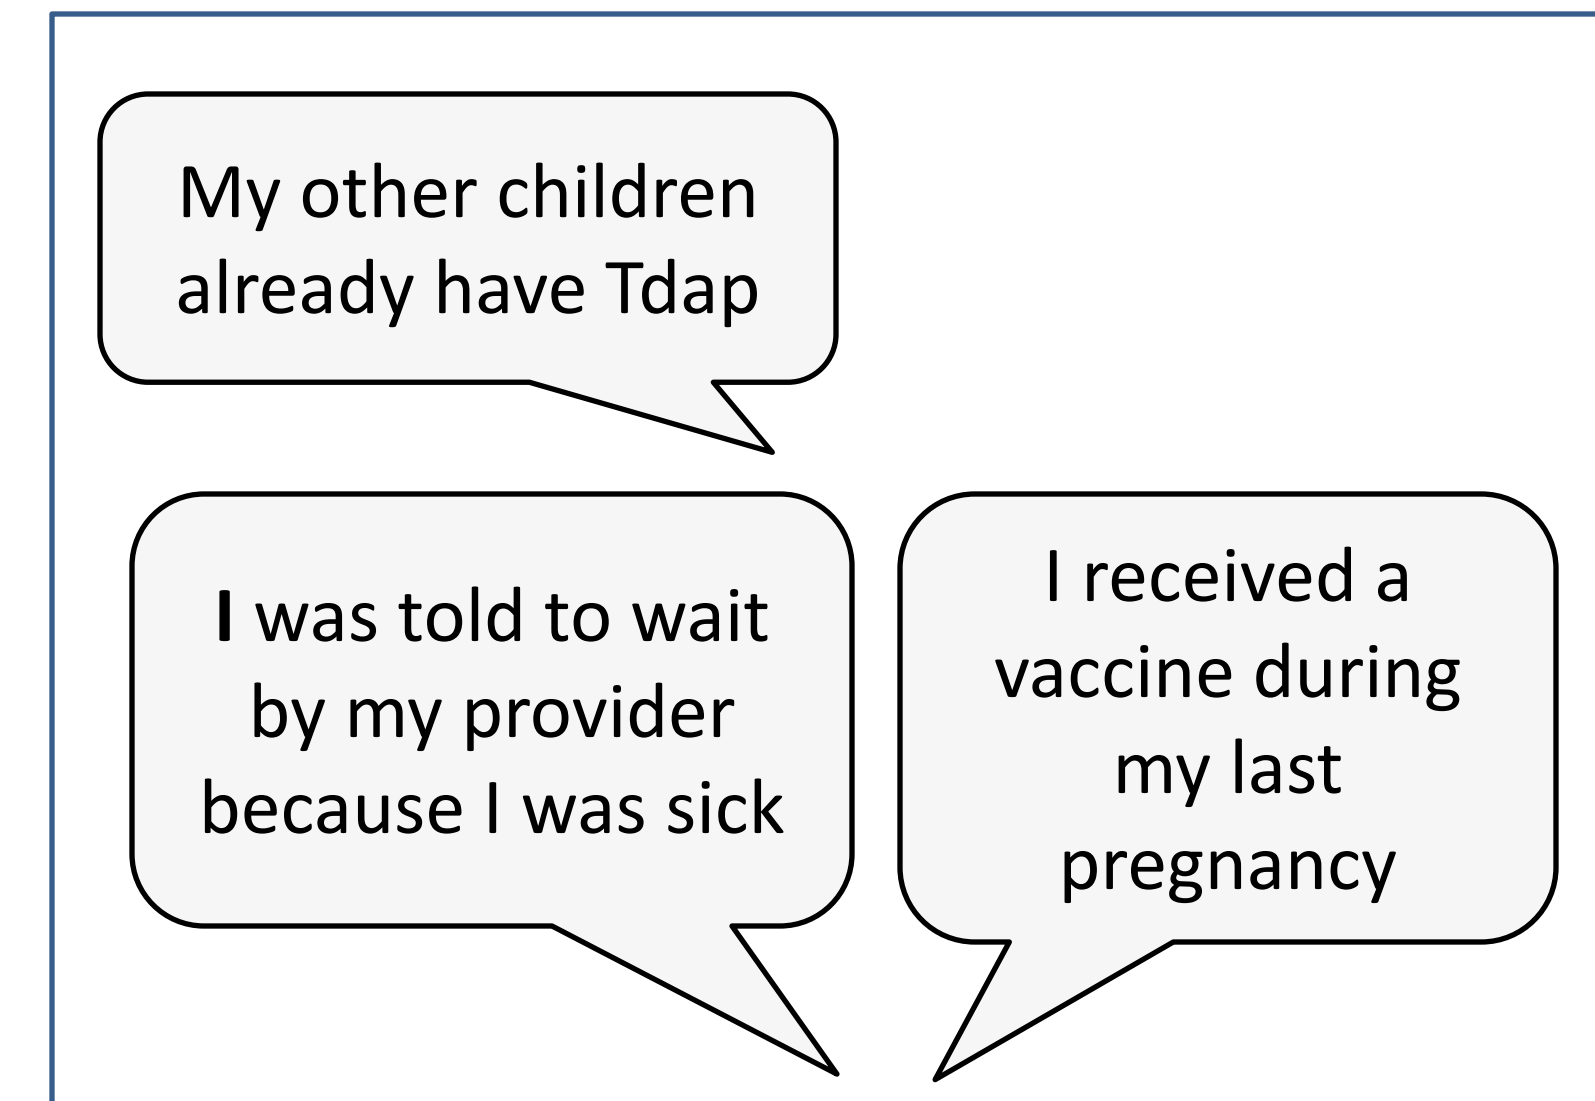 My other children
already have Tdap
I was told to wait
by my provider
because I was sick
I received a
vaccine during
my last
pregnancy